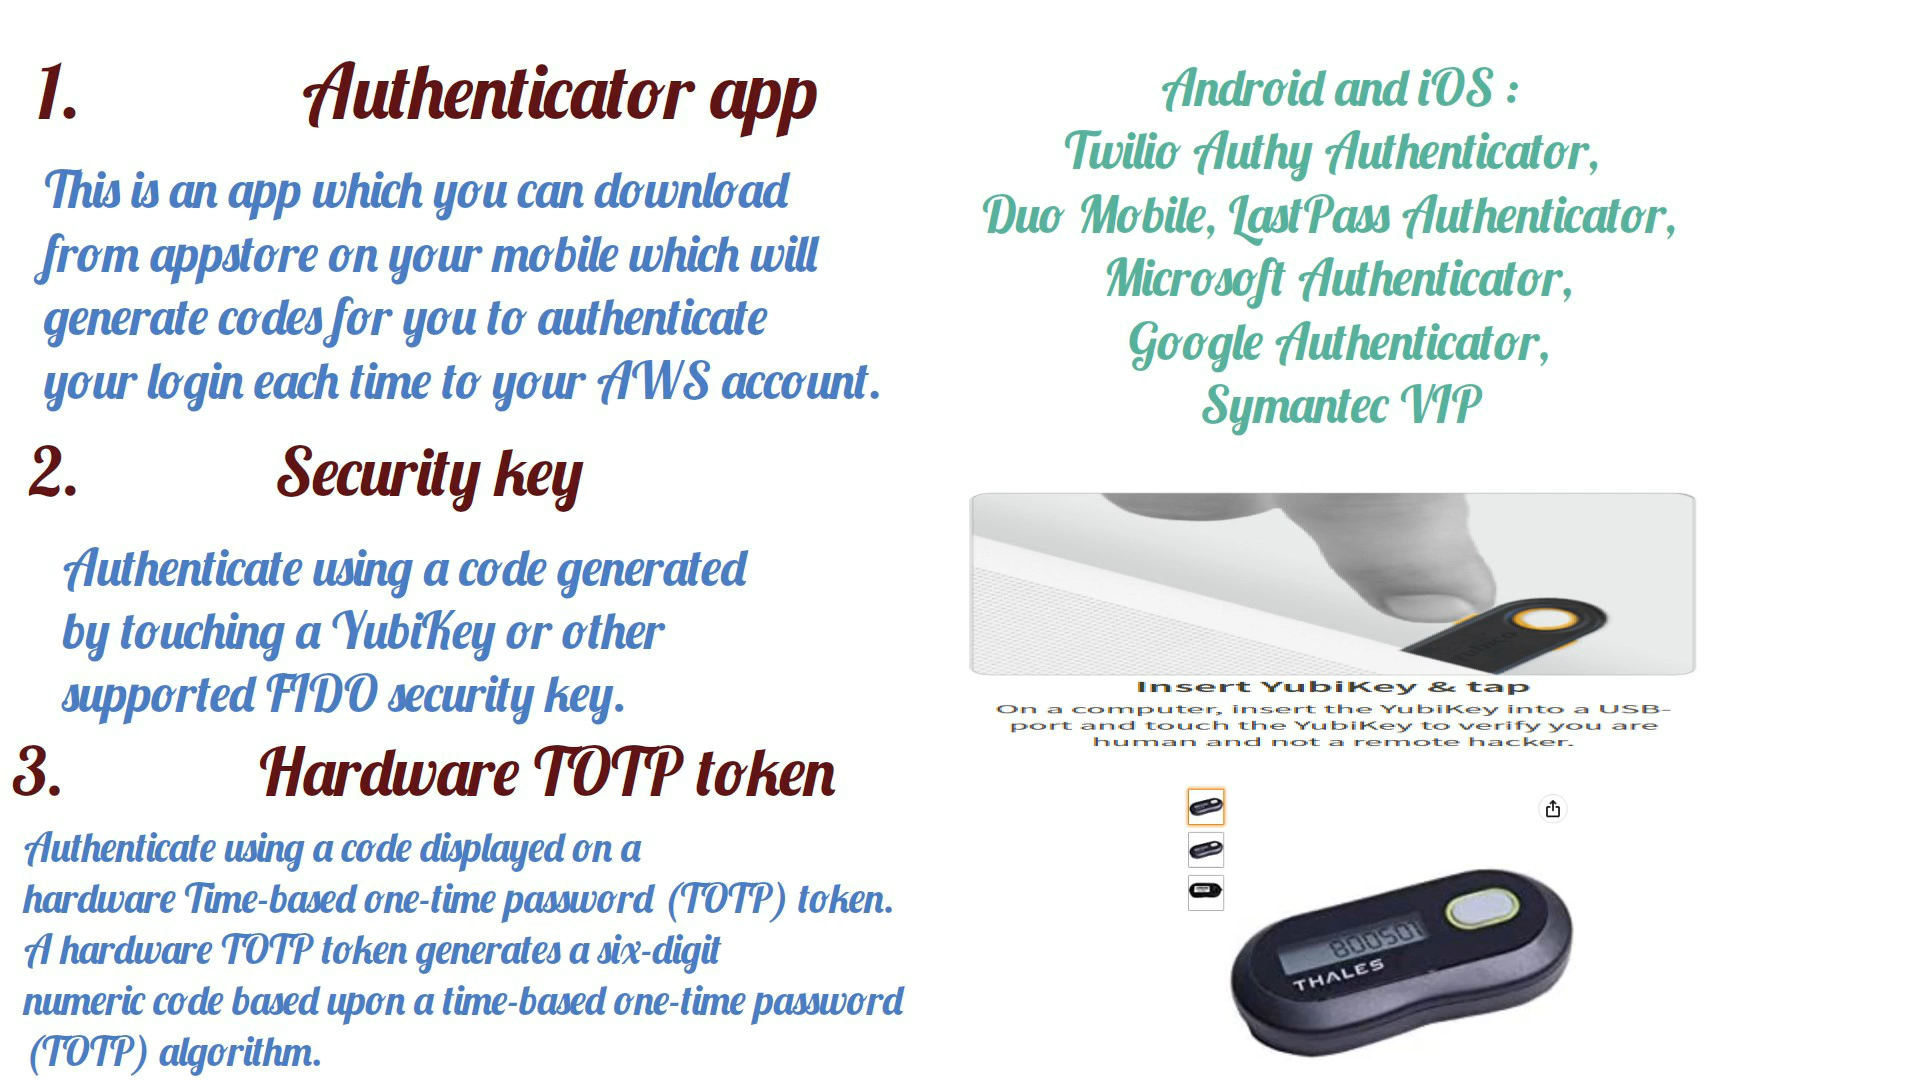 1. Authenticator app
This is an app which you can download
from appstore on your mobile which will
generate codes for you to authenticate
your login each time to your AWS account.
Android and iOS :
Twilio Authy Authenticator,
Duo Mobile, LastPass Authenticator,
Microsoft Authenticator,
Google Authenticator,
Symantec VIP
2. Security key
Authenticate using a code generated
by touching a YubiKey or other
supported FIDO security key.
yubico
Insert YubiKey & tap
On a computer, insert the YubiKey into a USB-
port and touch the YubiKey to verify you are
human and not a remote hacker.
3. Hardware TOTP token
Authenticate using a code displayed on a
hardware Time-based one-time password (TOTP) token.
A hardware TOTP token generates a six-digit
numeric code based upon a time-based one-time password
(TOTP) algorithm.
800501
THALES